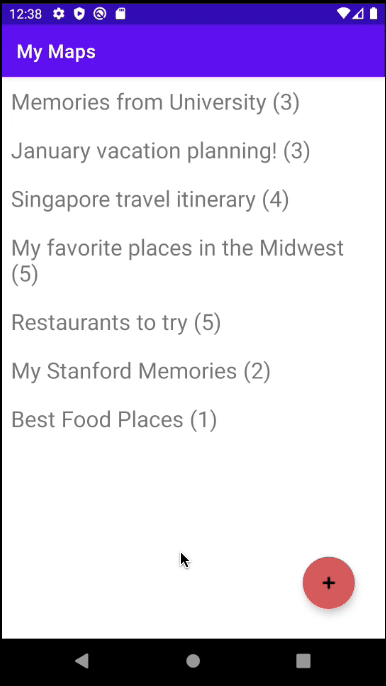 12:38
My Maps
Memories from University (3)
January vacation planning! (3)
Singapore travel itinerary (4)
My favorite places in the Midwest
(5)
Restaurants to try (5)
My Stanford Memories (2)
Best Food Places (1)
+